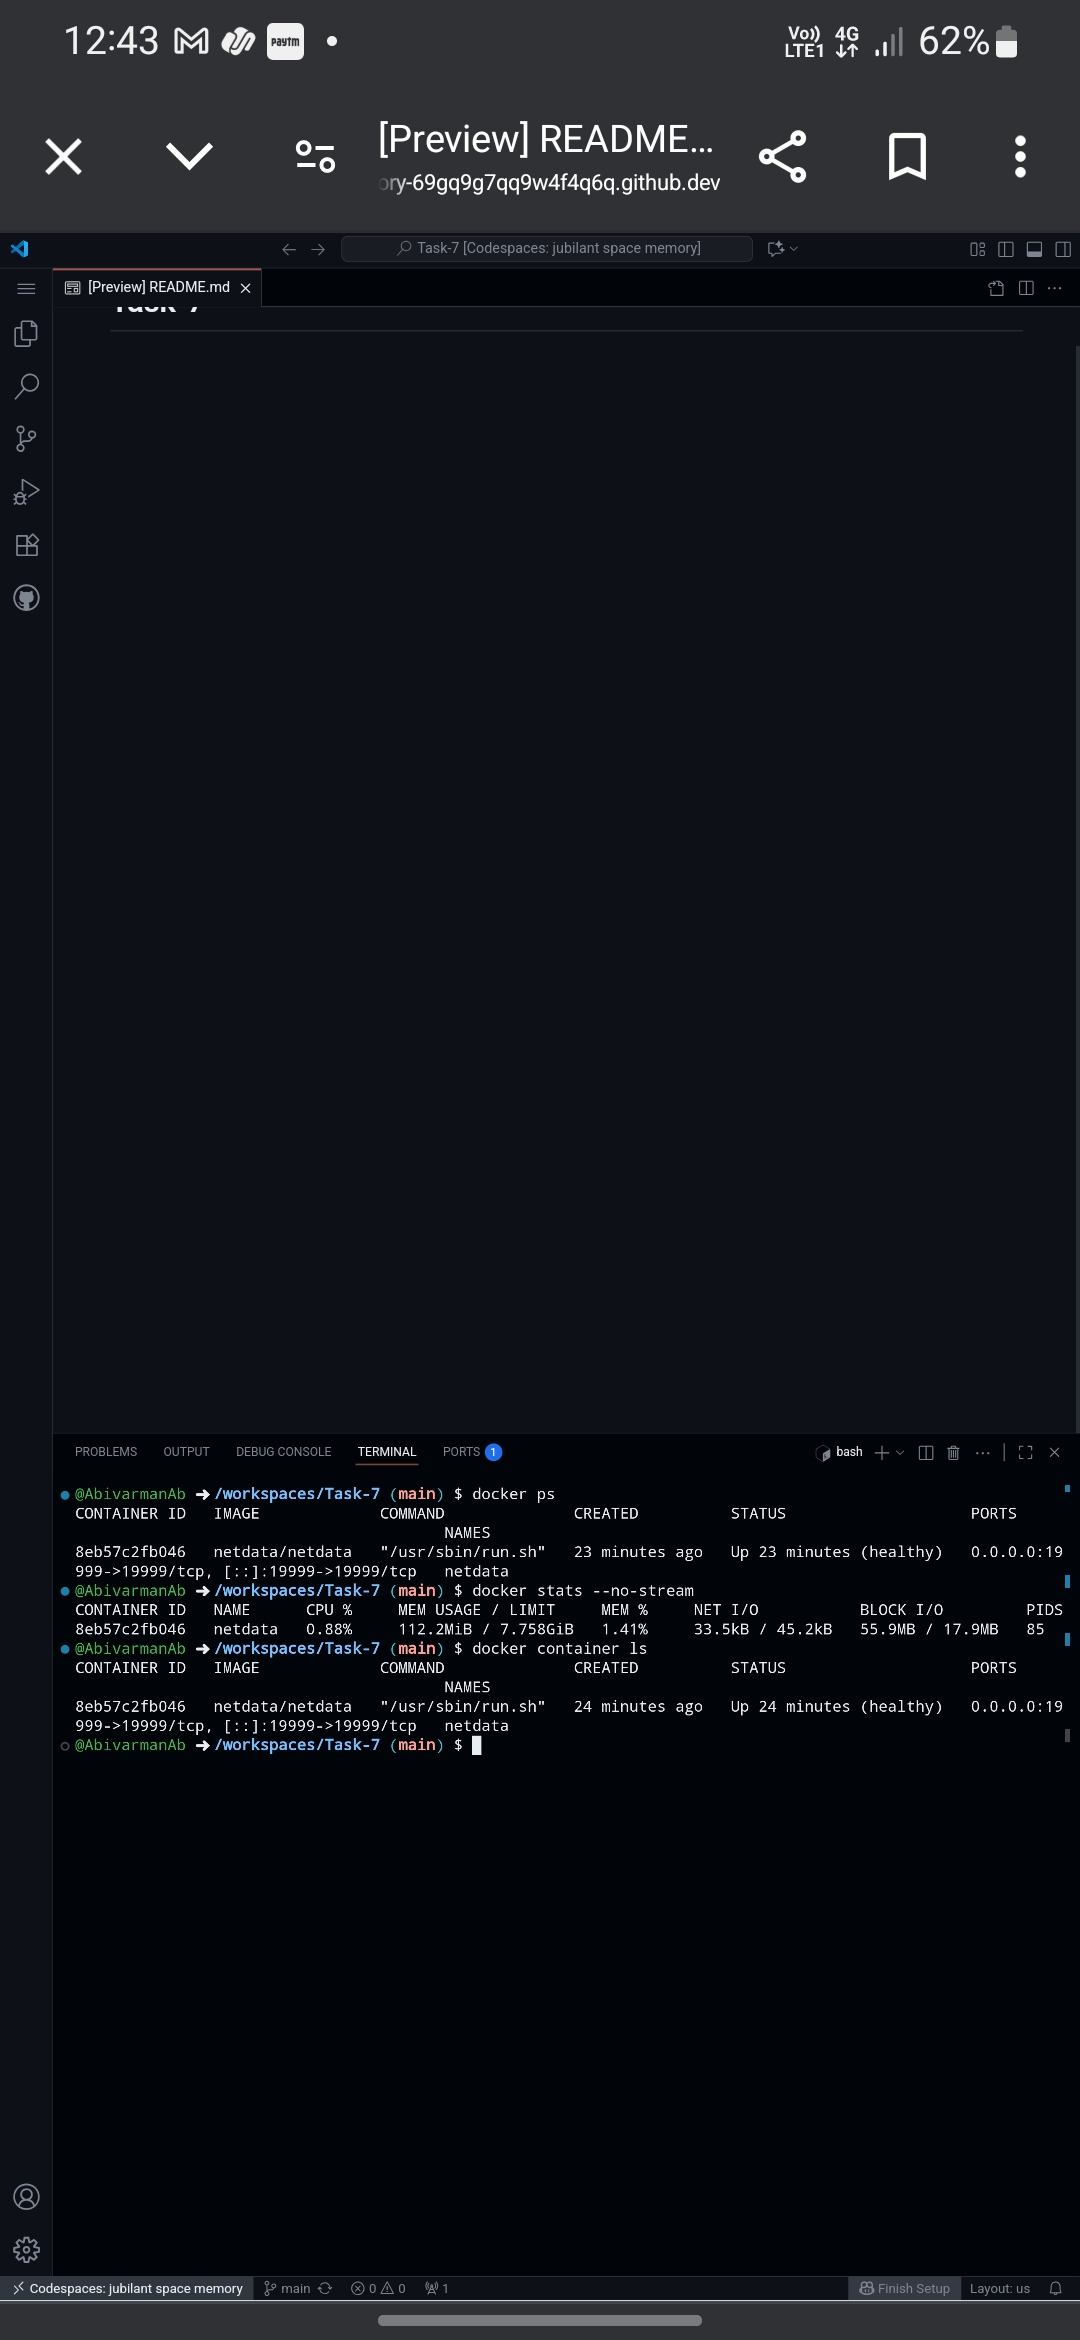 12:43 paytm Vo)) LTE1 4G 62%
[Preview] README...
ory-69gq9g7qq9w4f4q6q.github.dev
Task-7 [Codespaces: jubilant space memory]
[Preview] README.md
Task-7
PROBLEMS OUTPUT DEBUG CONSOLE TERMINAL PORTS 1 bash
@AbivarmanAb ➜ /workspaces/Task-7 (main) $ docker ps
CONTAINER ID IMAGE COMMAND CREATED STATUS PORTS
NAMES
8eb57c2fb046 netdata/netdata "/usr/sbin/run.sh" 23 minutes ago Up 23 minutes (healthy) 0.0.0.0:19
999->19999/tcp, [::]:19999->19999/tcp netdata
@AbivarmanAb ➜ /workspaces/Task-7 (main) $ docker stats --no-stream
CONTAINER ID NAME CPU % MEM USAGE / LIMIT MEM % NET I/O BLOCK I/O PIDS
8eb57c2fb046 netdata 0.88% 112.2MiB / 7.758GiB 1.41% 33.5kB / 45.2kB 55.9MB / 17.9MB 85
@AbivarmanAb ➜ /workspaces/Task-7 (main) $ docker container ls
CONTAINER ID IMAGE COMMAND CREATED STATUS PORTS
NAMES
8eb57c2fb046 netdata/netdata "/usr/sbin/run.sh" 24 minutes ago Up 24 minutes (healthy) 0.0.0.0:19
999->19999/tcp, [::]:19999->19999/tcp netdata
@AbivarmanAb ➜ /workspaces/Task-7 (main) $
Codespaces: jubilant space memory main 0 0 1 Finish Setup Layout: us